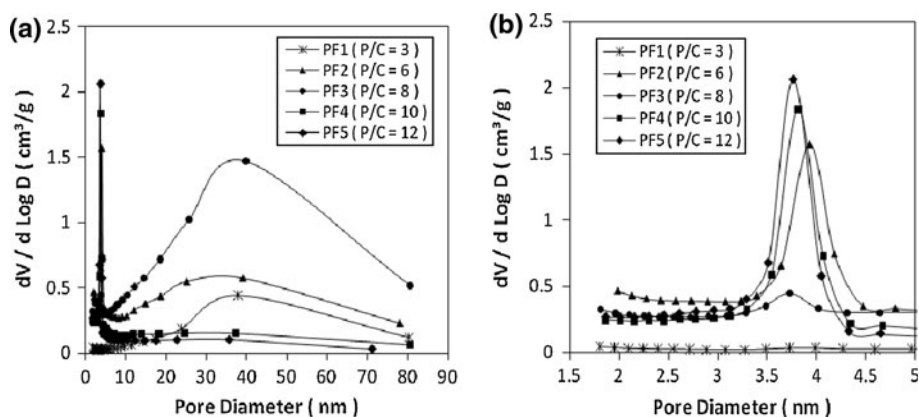 (a)
2.5
2
1.5
1
0.5
0
dV / d Log D ( cm³/g )
PF1 ( P/C = 3 )
PF2 ( P/C = 6 )
PF3 ( P/C = 8 )
PF4 ( P/C = 10 )
PF5 ( P/C = 12 )
0 10 20 30 40 50 60 70 80 90
Pore Diameter ( nm )
(b)
2.5
2
1.5
1
0.5
0
dV / d Log D ( cm³/g )
PF1 ( P/C = 3 )
PF2 ( P/C = 6 )
PF3 ( P/C = 8 )
PF4 ( P/C = 10 )
PF5 ( P/C = 12 )
1.5 2 2.5 3 3.5 4 4.5 5
Pore Diameter ( nm )